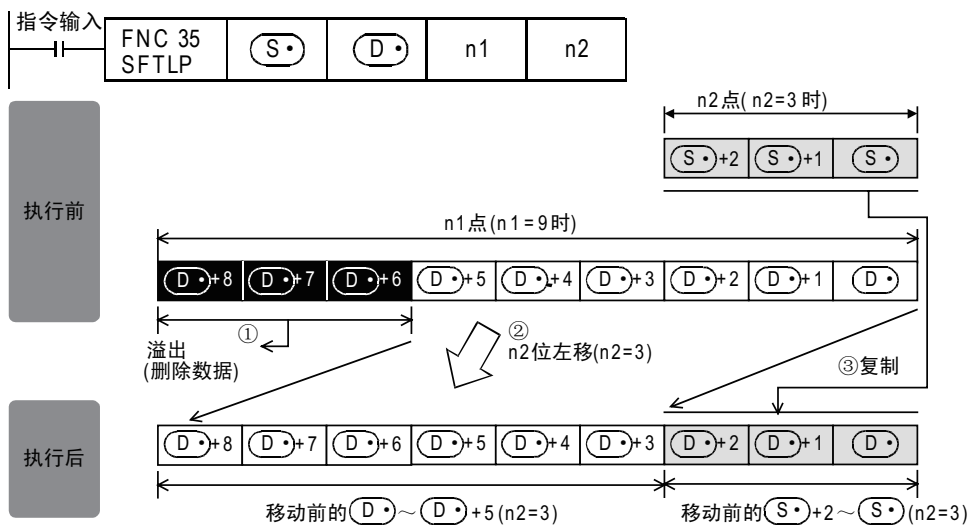 指令输入
FNC 35
SFTLP
S・ D・ n1 n2
n2点( n2=3 时)
S・+2 S・+1 S・
执行前
n1点(n1=9时)
D・+8 D・+7 D・+6 D・+5 D・+4 D・+3 D・+2 D・+1 D・
①
溢出
(删除数据)
②
n2位左移(n2=3)
③复制
执行后
D・+8 D・+7 D・+6 D・+5 D・+4 D・+3 D・+2 D・+1 D・
移动前的D・～D・+5(n2=3) 移动前的S・+2～S・(n2=3)